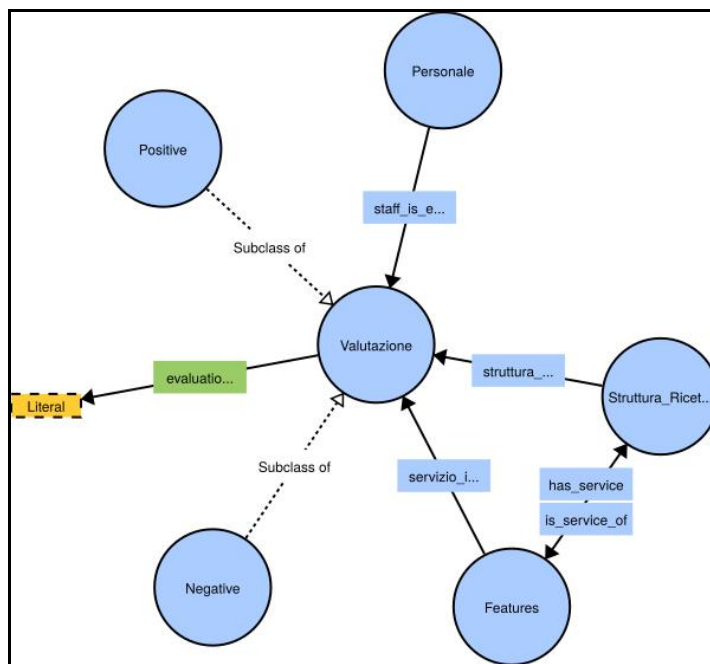 Personale
Positive
staff_is_e...
Subclass of
Valutazione
evaluatio...
struttura_...
Struttura_Ricet...
Literal
Subclass of
servizio_i...
has_service
is_service_of
Negative
Features